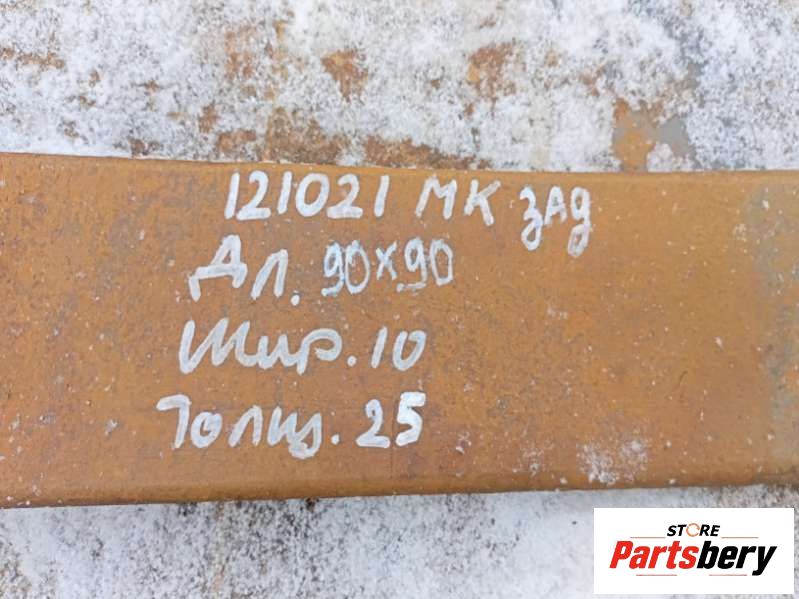 121021 МК зад
Дл. 90х90
Шир. 10
Толщ. 25
STORE
Partsbery